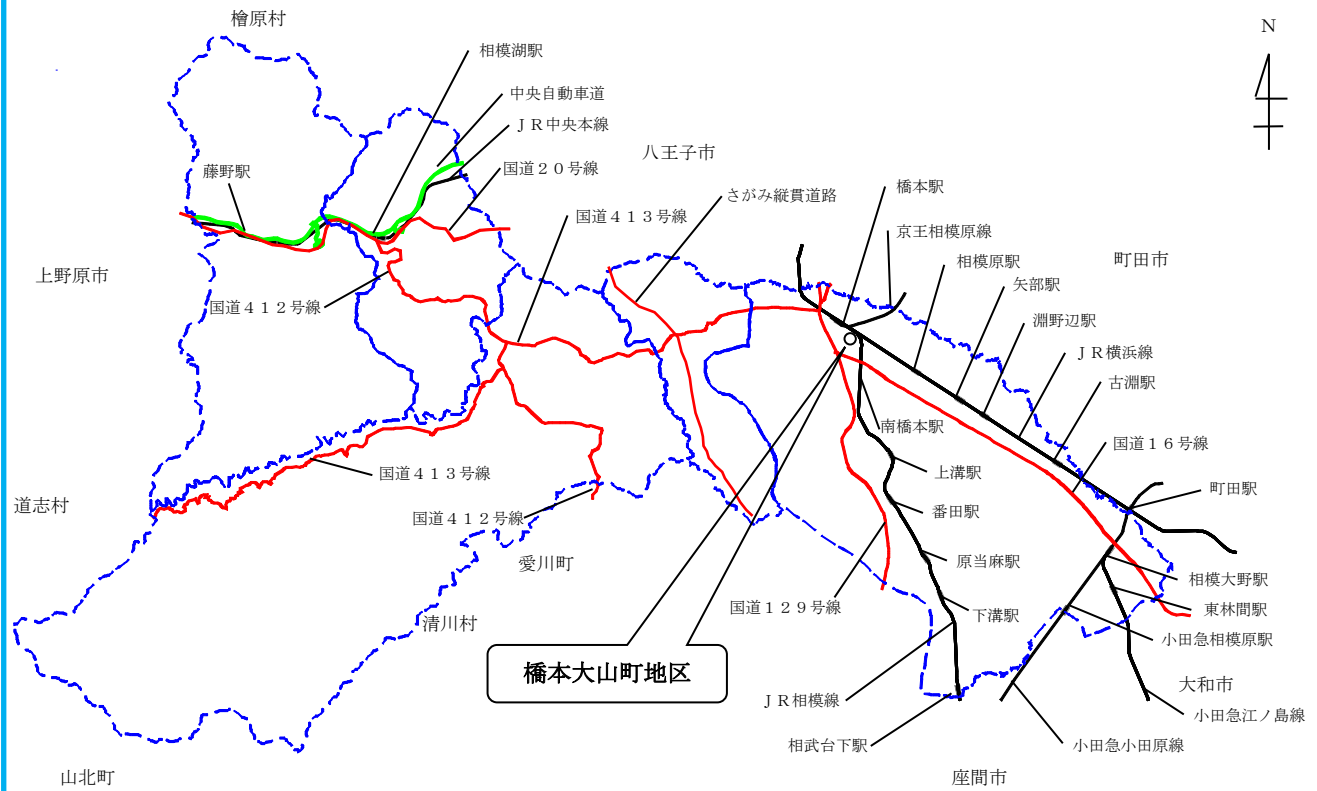 檜原村
N
相模湖駅
中央自動車道
ＪＲ中央本線
八王子市
藤野駅
国道２０号線
橋本駅
さがみ縦貫道路
国道４１３号線
京王相模原線
町田市
相模原駅
上野原市
矢部駅
国道４１２号線
淵野辺駅
ＪＲ横浜線
古淵駅
南橋本駅
国道１６号線
上溝駅
国道４１３号線
町田駅
道志村
番田駅
国道４１２号線
原当麻駅
愛川町
相模大野駅
国道１２９号線
東林間駅
下溝駅
清川村
小田急相模原駅
橋本大山町地区
大和市
ＪＲ相模線
小田急江ノ島線
相武台下駅
小田急小田原線
山北町
座間市